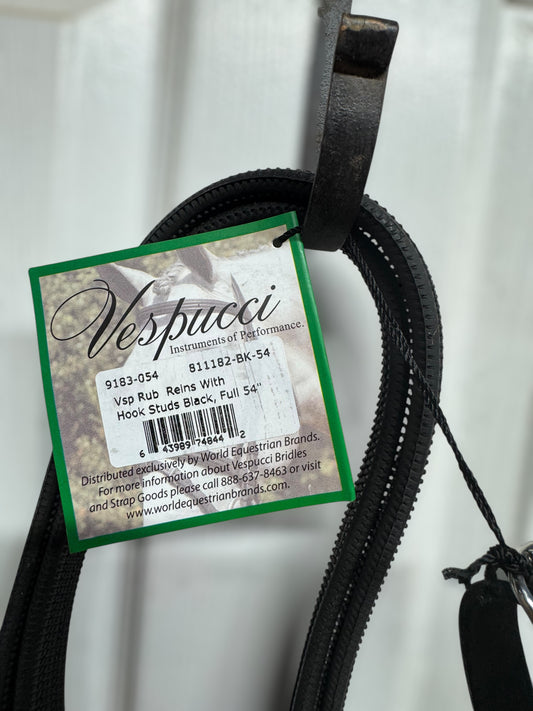 Vespucci
Instruments of Performance.
9183-054 811182-BK-54
Vsp Rub Reins With
Hook Studs Black, Full 54"
6 43989 74844 2
Distributed exclusively by World Equestrian Brands.
For more information about Vespucci Bridles
and Strap Goods please call 888-637-8463 or visit
www.worldequestrianbrands.com.